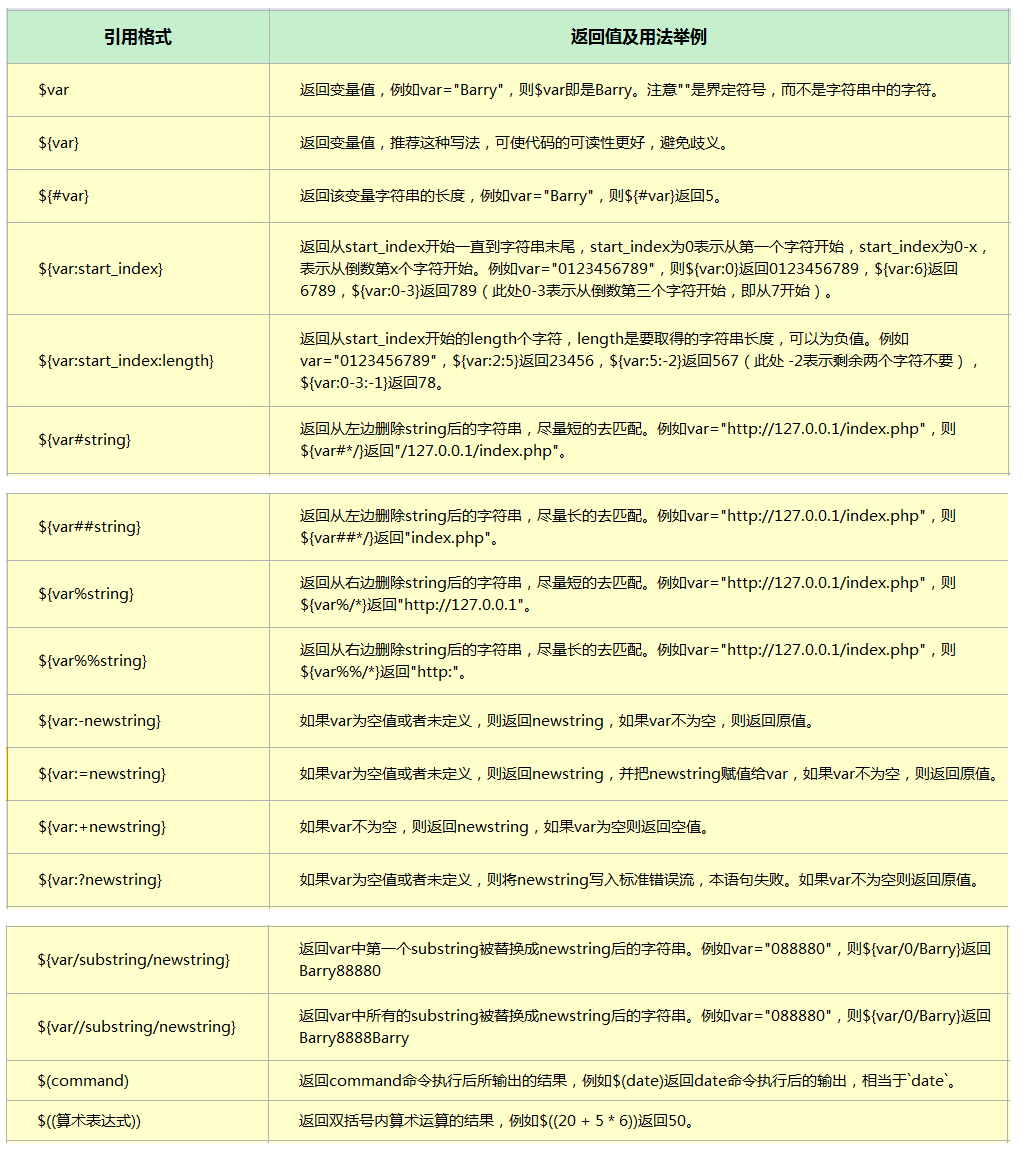 引用格式
返回值及用法举例
$var
返回变量值，例如var="Barry"，则$var即是Barry。注意""是界定符号，而不是字符串中的字符。
${var}
返回变量值，推荐这种写法，可使代码的可读性更好，避免歧义。
${#var}
返回该变量字符串的长度，例如var="Barry"，则${#var}返回5。
${var:start_index}
返回从start_index开始一直到字符串末尾，start_index为0表示从第一个字符开始，start_index为0-x，
表示从倒数第x个字符开始。例如var="0123456789"，则${var:0}返回0123456789，${var:6}返回
6789，${var:0-3}返回789（此处0-3表示从倒数第三个字符开始，即从7开始）。
${var:start_index:length}
返回从start_index开始的length个字符，length是要取得的字符串长度，可以为负值。例如
var="0123456789"，${var:2:5}返回23456，${var:5:-2}返回567（此处 -2表示剩余两个字符不要），
${var:0-3:-1}返回78。
${var#string}
返回从左边删除string后的字符串，尽量短的去匹配。例如var="http://127.0.0.1/index.php"，则
${var#*/}返回"/127.0.0.1/index.php"。
${var##string}
返回从左边删除string后的字符串，尽量长的去匹配。例如var="http://127.0.0.1/index.php"，则
${var##*/}返回"index.php"。
${var%string}
返回从右边删除string后的字符串，尽量短的去匹配。例如var="http://127.0.0.1/index.php"，则
${var%/*}返回"http://127.0.0.1"。
${var%%string}
返回从右边删除string后的字符串，尽量长的去匹配。例如var="http://127.0.0.1/index.php"，则
${var%%/*}返回"http:"。
${var:-newstring}
如果var为空值或者未定义，则返回newstring，如果var不为空，则返回原值。
${var:=newstring}
如果var为空值或者未定义，则返回newstring，并把newstring赋值给var，如果var不为空，则返回原值。
${var:+newstring}
如果var不为空，则返回newstring，如果var为空则返回空值。
${var:?newstring}
如果var为空值或者未定义，则将newstring写入标准错误流，本语句失败。如果var不为空则返回原值。
${var/substring/newstring}
返回var中第一个substring被替换成newstring后的字符串。例如var="088880"，则${var/0/Barry}返回
Barry88880
${var//substring/newstring}
返回var中所有的substring被替换成newstring后的字符串。例如var="088880"，则${var/0/Barry}返回
Barry8888Barry
$(command)
返回command命令执行后所输出的结果，例如$(date)返回date命令执行后的输出，相当于`date`。
$((算术表达式))
返回双括号内算术运算的结果，例如$((20 + 5 * 6))返回50。